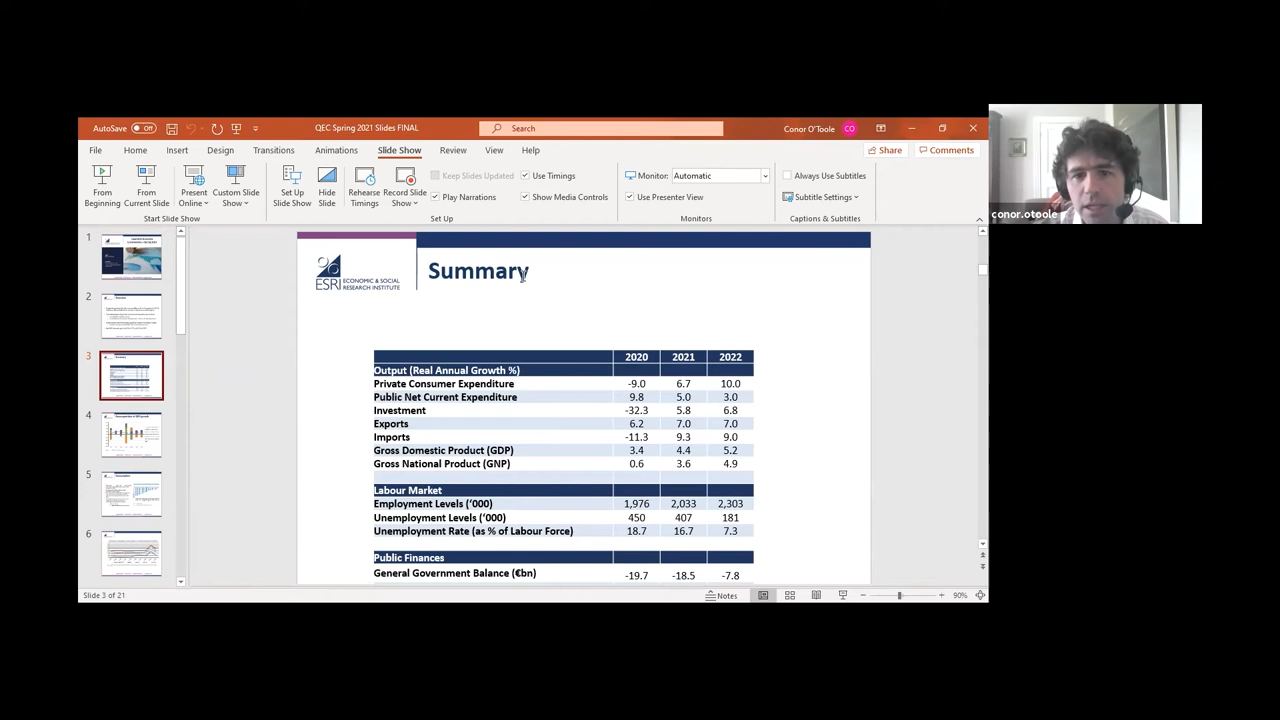 AutoSave Off QEC Spring 2021 Slides FINAL Search Conor O'Toole CO
File Home Insert Design Transitions Animations Slide Show Review View Help Share Comments
From Beginning From Current Slide Present Online Custom Slide Show Set Up Slide Show Hide Slide Rehearse Timings Record Slide Show
Keep Slides Updated Use Timings Monitor: Automatic Always Use Subtitles
Play Narrations Show Media Controls Use Presenter View Subtitle Settings
Start Slide Show Set Up Monitors Captions & Subtitles
conor.otoole
1
2
3
4
5
6
ESRI ECONOMIC & SOCIAL
RESEARCH INSTITUTE
Summary
2020 2021 2022
Output (Real Annual Growth %)
Private Consumer Expenditure -9.0 6.7 10.0
Public Net Current Expenditure 9.8 5.0 3.0
Investment -32.3 5.8 6.8
Exports 6.2 7.0 7.0
Imports -11.3 9.3 9.0
Gross Domestic Product (GDP) 3.4 4.4 5.2
Gross National Product (GNP) 0.6 3.6 4.9
Labour Market
Employment Levels ('000) 1,976 2,033 2,303
Unemployment Levels ('000) 450 407 181
Unemployment Rate (as % of Labour Force) 18.7 16.7 7.3
Public Finances
General Government Balance (€bn) -19.7 -18.5 -7.8
Slide 3 of 21 Notes 90%